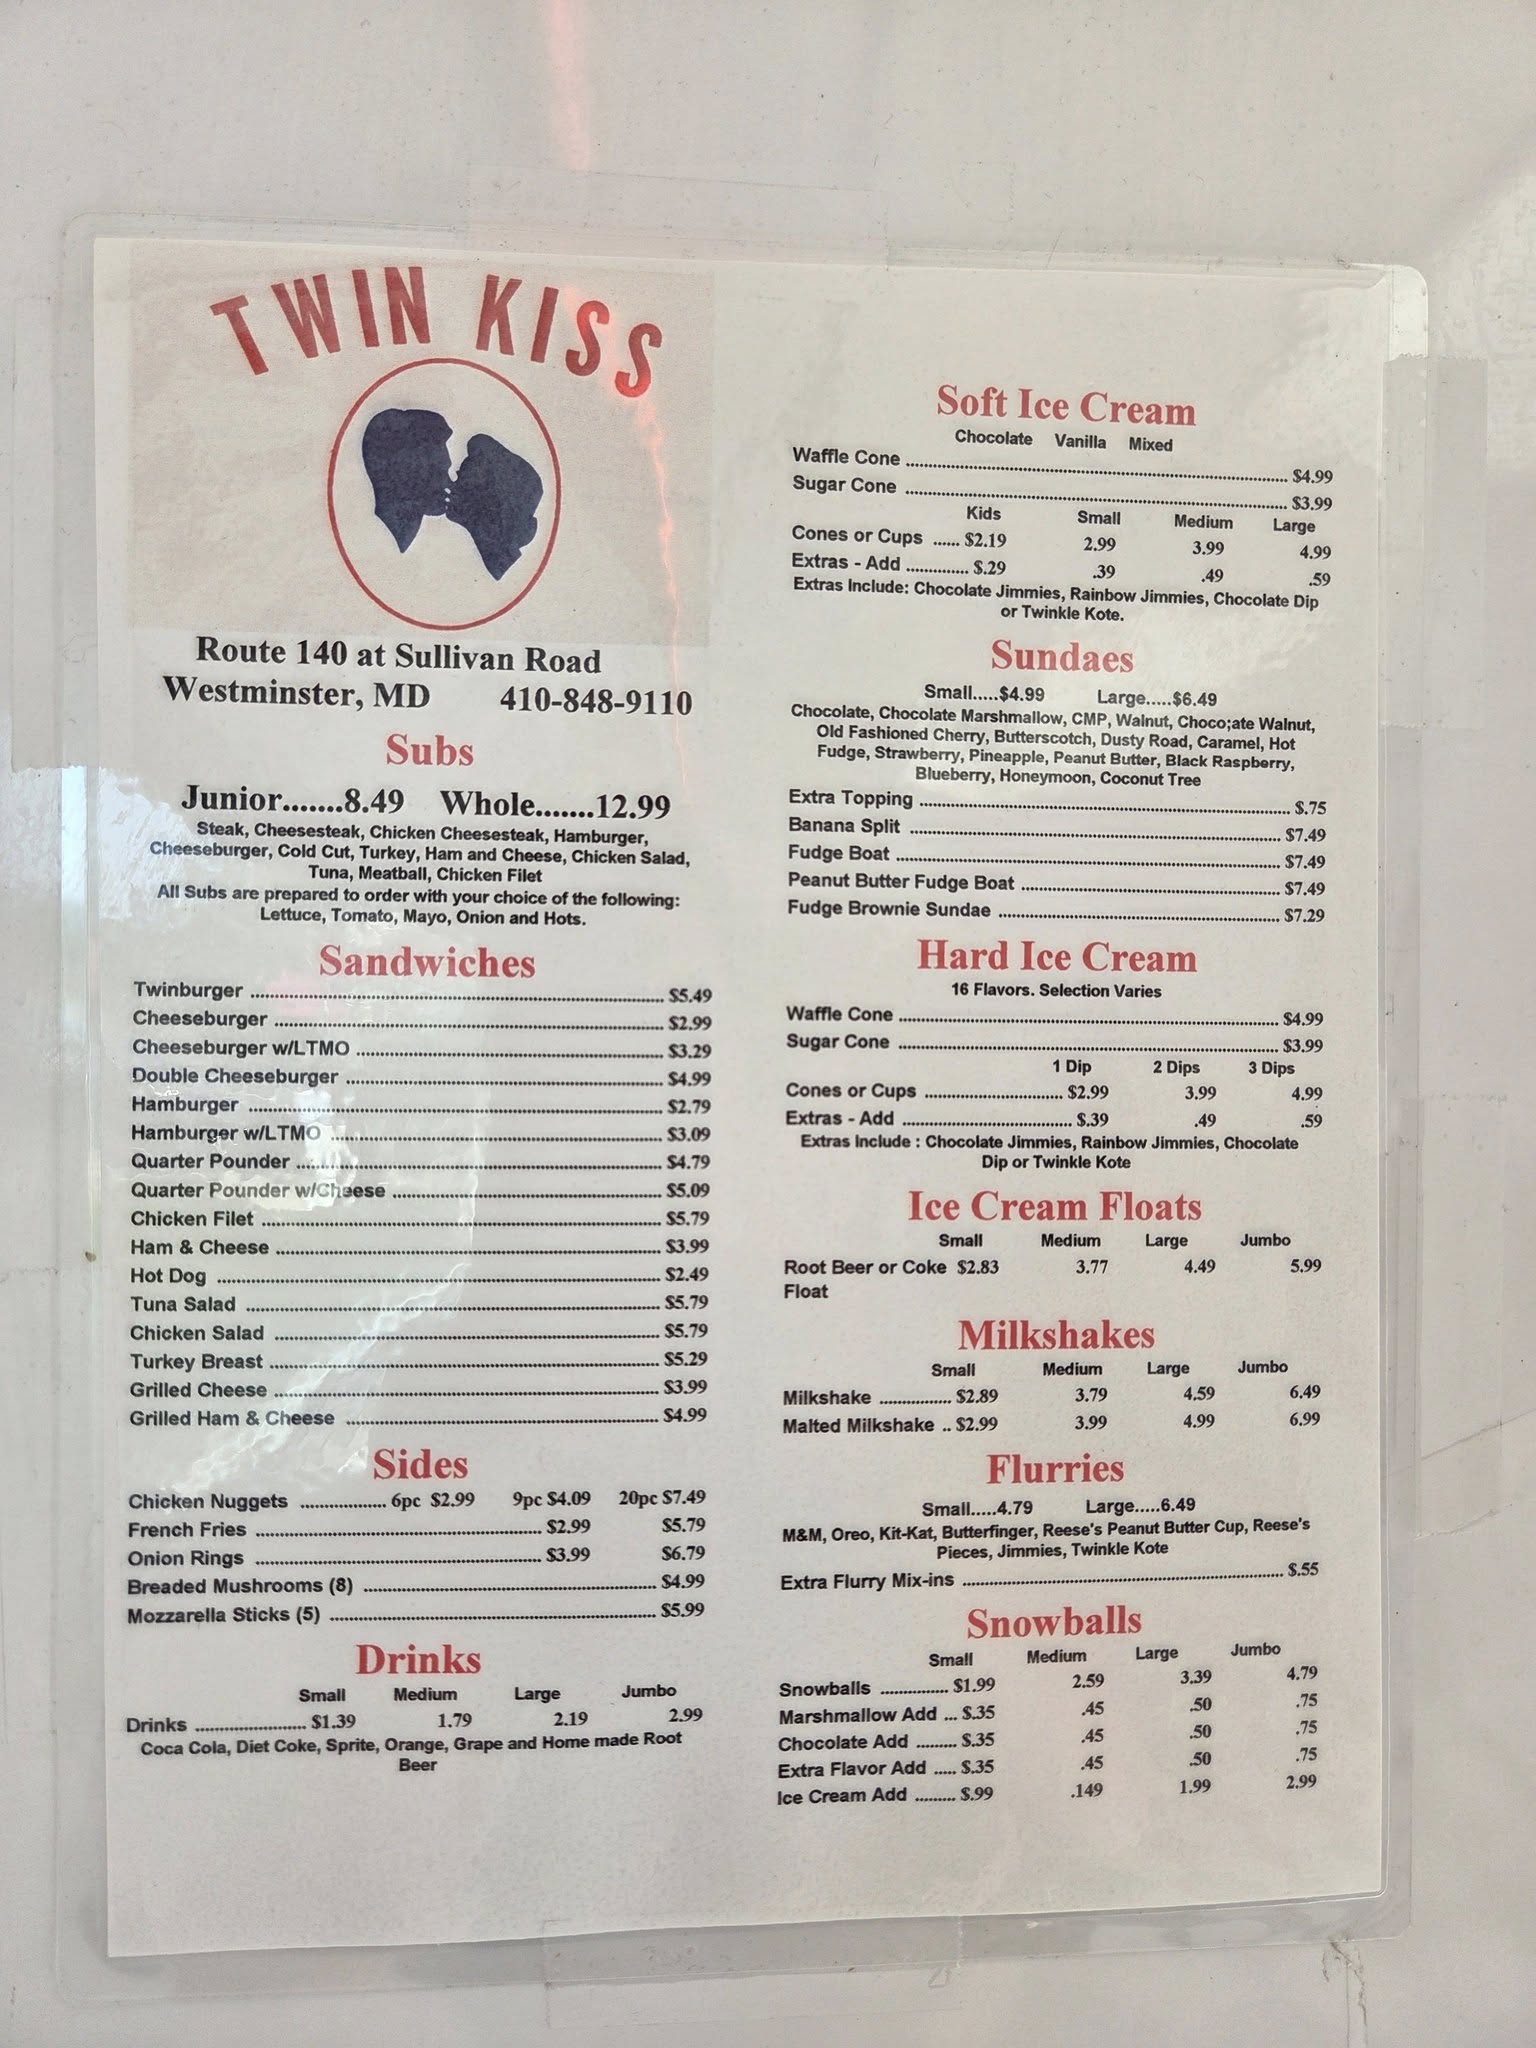 TWIN KISS
Route 140 at Sullivan Road
Westminster, MD 410-848-9110
Subs
Junior.......8.49 Whole.......12.99
Steak, Cheesesteak, Chicken Cheesesteak, Hamburger,
Cheeseburger, Cold Cut, Turkey, Ham and Cheese, Chicken Salad,
Tuna, Meatball, Chicken Filet
All Subs are prepared to order with your choice of the following:
Lettuce, Tomato, Mayo, Onion and Hots.
Sandwiches
Twinburger ........ $5.49
Cheeseburger ........ $2.99
Cheeseburger w/LTMO ........ $3.29
Double Cheeseburger ........ $4.99
Hamburger ........ $2.79
Hamburger w/LTMO ........ $3.09
Quarter Pounder ........ $4.79
Quarter Pounder w/Cheese ........ $5.09
Chicken Filet ........ $5.79
Ham & Cheese ........ $3.99
Hot Dog ........ $2.49
Tuna Salad ........ $5.79
Chicken Salad ........ $5.79
Turkey Breast ........ $5.29
Grilled Cheese ........ $3.99
Grilled Ham & Cheese ........ $4.99
Sides
Chicken Nuggets ........ 6pc $2.99 9pc $4.09 20pc $7.49
French Fries ........ $2.99 $5.79
Onion Rings ........ $3.99 $6.79
Breaded Mushrooms (8) ........ $4.99
Mozzarella Sticks (5) ........ $5.99
Drinks
Small Medium Large Jumbo
Drinks ........ $1.39 1.79 2.19 2.99
Coca Cola, Diet Coke, Sprite, Orange, Grape and Home made Root
Beer
Soft Ice Cream
Chocolate Vanilla Mixed
Waffle Cone ........ $4.99
Sugar Cone ........ $3.99
Kids Small Medium Large
Cones or Cups ...... $2.19 2.99 3.99 4.99
Extras - Add ........ $.29 .39 .49 .59
Extras Include: Chocolate Jimmies, Rainbow Jimmies, Chocolate Dip
or Twinkle Kote.
Sundaes
Small.....$4.99 Large.....$6.49
Chocolate, Chocolate Marshmallow, CMP, Walnut, Choco;ate Walnut,
Old Fashioned Cherry, Butterscotch, Dusty Road, Caramel, Hot
Fudge, Strawberry, Pineapple, Peanut Butter, Black Raspberry,
Blueberry, Honeymoon, Coconut Tree
Extra Topping ........ $.75
Banana Split ........ $7.49
Fudge Boat ........ $7.49
Peanut Butter Fudge Boat ........ $7.49
Fudge Brownie Sundae ........ $7.29
Hard Ice Cream
16 Flavors. Selection Varies
Waffle Cone ........ $4.99
Sugar Cone ........ $3.99
1 Dip 2 Dips 3 Dips
Cones or Cups ........ $2.99 3.99 4.99
Extras - Add ........ $.39 .49 .59
Extras Include : Chocolate Jimmies, Rainbow Jimmies, Chocolate
Dip or Twinkle Kote
Ice Cream Floats
Small Medium Large Jumbo
Root Beer or Coke $2.83 3.77 4.49 5.99
Float
Milkshakes
Small Medium Large Jumbo
Milkshake ........ $2.89 3.79 4.59 6.49
Malted Milkshake .. $2.99 3.99 4.99 6.99
Flurries
Small.....4.79 Large.....6.49
M&M, Oreo, Kit-Kat, Butterfinger, Reese's Peanut Butter Cup, Reese's
Pieces, Jimmies, Twinkle Kote
Extra Flurry Mix-ins ........ $.55
Snowballs
Small Medium Large Jumbo
Snowballs ........ $1.99 2.59 3.39 4.79
Marshmallow Add ... $.35 .45 .50 .75
Chocolate Add ......... $.35 .45 .50 .75
Extra Flavor Add ..... $.35 .45 .50 .75
Ice Cream Add ......... $.99 .149 1.99 2.99